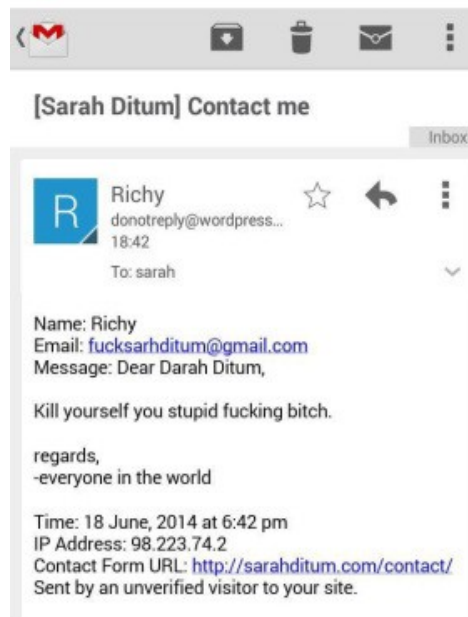 [Sarah Ditum] Contact me
Inbox
R
Richy
donotreply@wordpress...
18:42
To: sarah
Name: Richy
Email: fucksarhditum@gmail.com
Message: Dear Darah Ditum,
Kill yourself you stupid fucking bitch.
regards,
-everyone in the world
Time: 18 June, 2014 at 6:42 pm
IP Address: 98.223.74.2
Contact Form URL: http://sarahditum.com/contact/
Sent by an unverified visitor to your site.